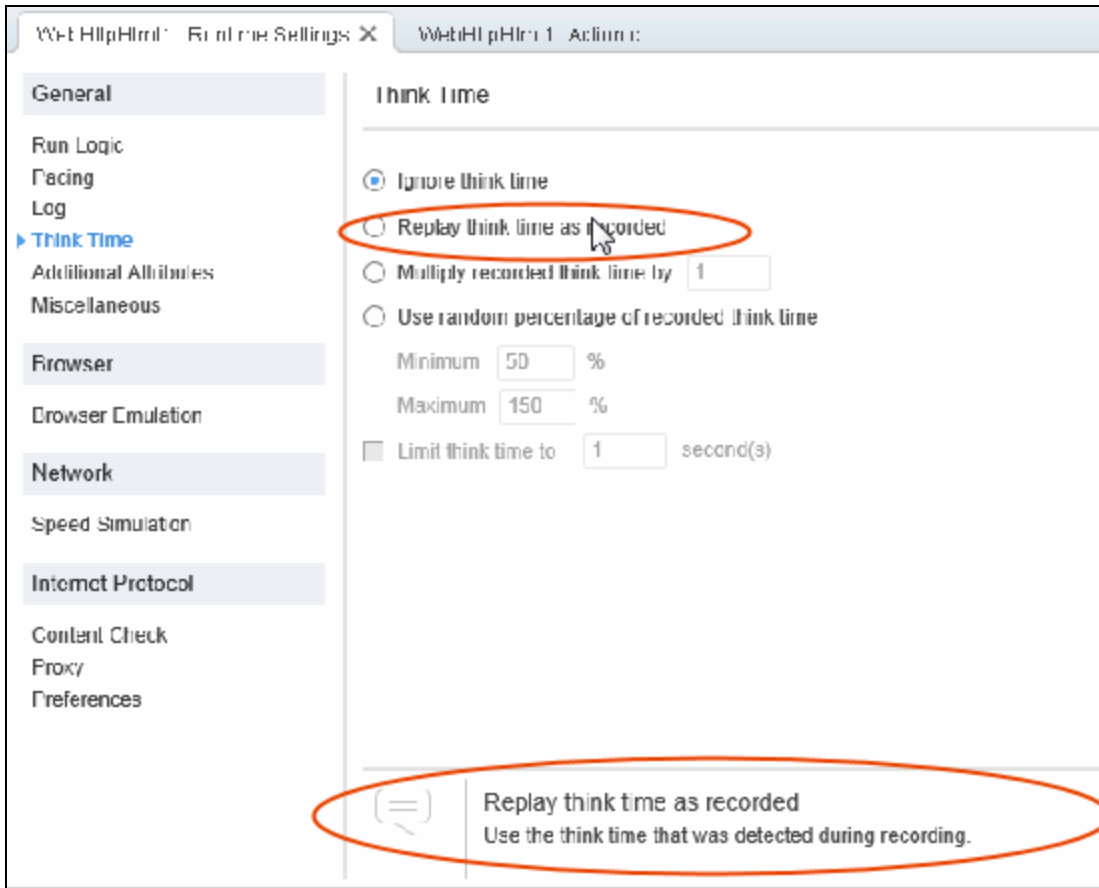 WebHttpHtml1 : Runtime Settings ✕ WebHttpHtml1 : Action.c
General
Think Time
Run Logic
Pacing
Log
Think Time
Additional Attributes
Miscellaneous
Browser
Browser Emulation
Network
Speed Simulation
Internet Protocol
Content Check
Proxy
Preferences
Ignore think time
Replay think time as recorded
Multiply recorded think time by 1
Use random percentage of recorded think time
Minimum 50 %
Maximum 150 %
Limit think time to 1 second(s)
Replay think time as recorded
Use the think time that was detected during recording.